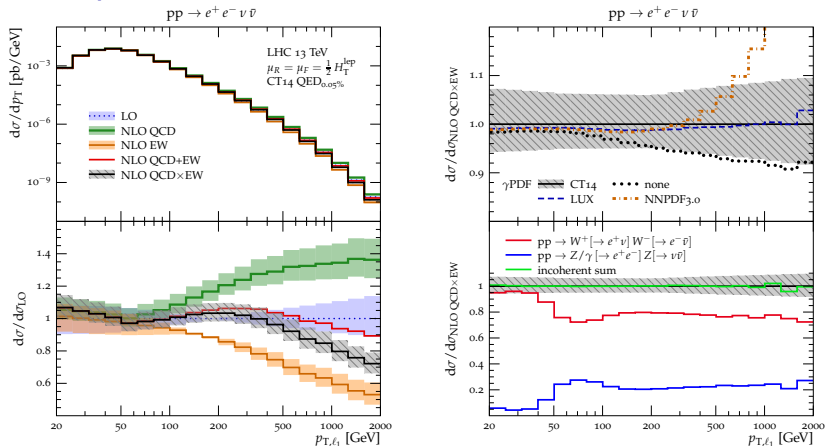 pp → e⁺ e⁻ ν ν̄
dσ/dp_T [pb/GeV]
10⁻³
10⁻⁶
10⁻⁹
LHC 13 TeV
μ_R = μ_F = ½ H_T^lep
CT14 QED_0.05%
LO
NLO QCD
NLO EW
NLO QCD+EW
NLO QCD×EW
dσ/dσ_LO
1.4
1.2
1.0
0.8
0.6
20 50 100 200 500 1000 2000
p_T,ℓ₁ [GeV]
pp → e⁺ e⁻ ν ν̄
dσ/dσ_NLO QCD×EW
1.1
1.0
0.9
γPDF CT14 none
LUX NNPDF3.0
dσ/dσ_NLO QCD×EW
pp → W⁺[→ e⁺ν] W⁻[→ e⁻ν̄]
pp → Z/γ [→ e⁺e⁻] Z[→ νν̄]
incoherent sum
1.0
0.8
0.6
0.4
0.2
20 50 100 200 500 1000 2000
p_T,ℓ₁ [GeV]